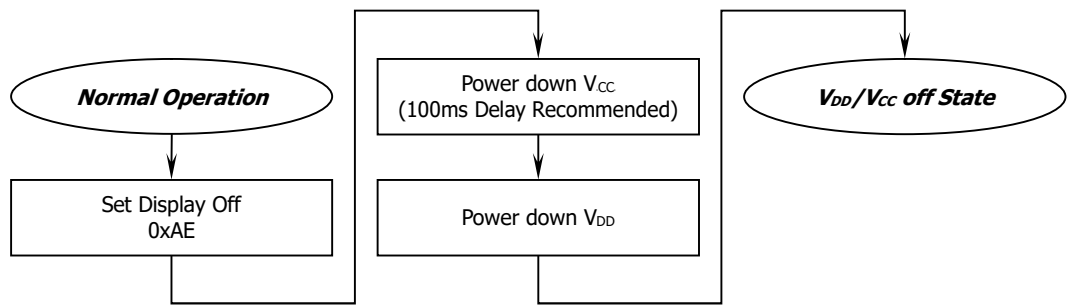 Normal Operation
Set Display Off
0xAE
Power down VCC
(100ms Delay Recommended)
Power down VDD
VDD/VCC off State